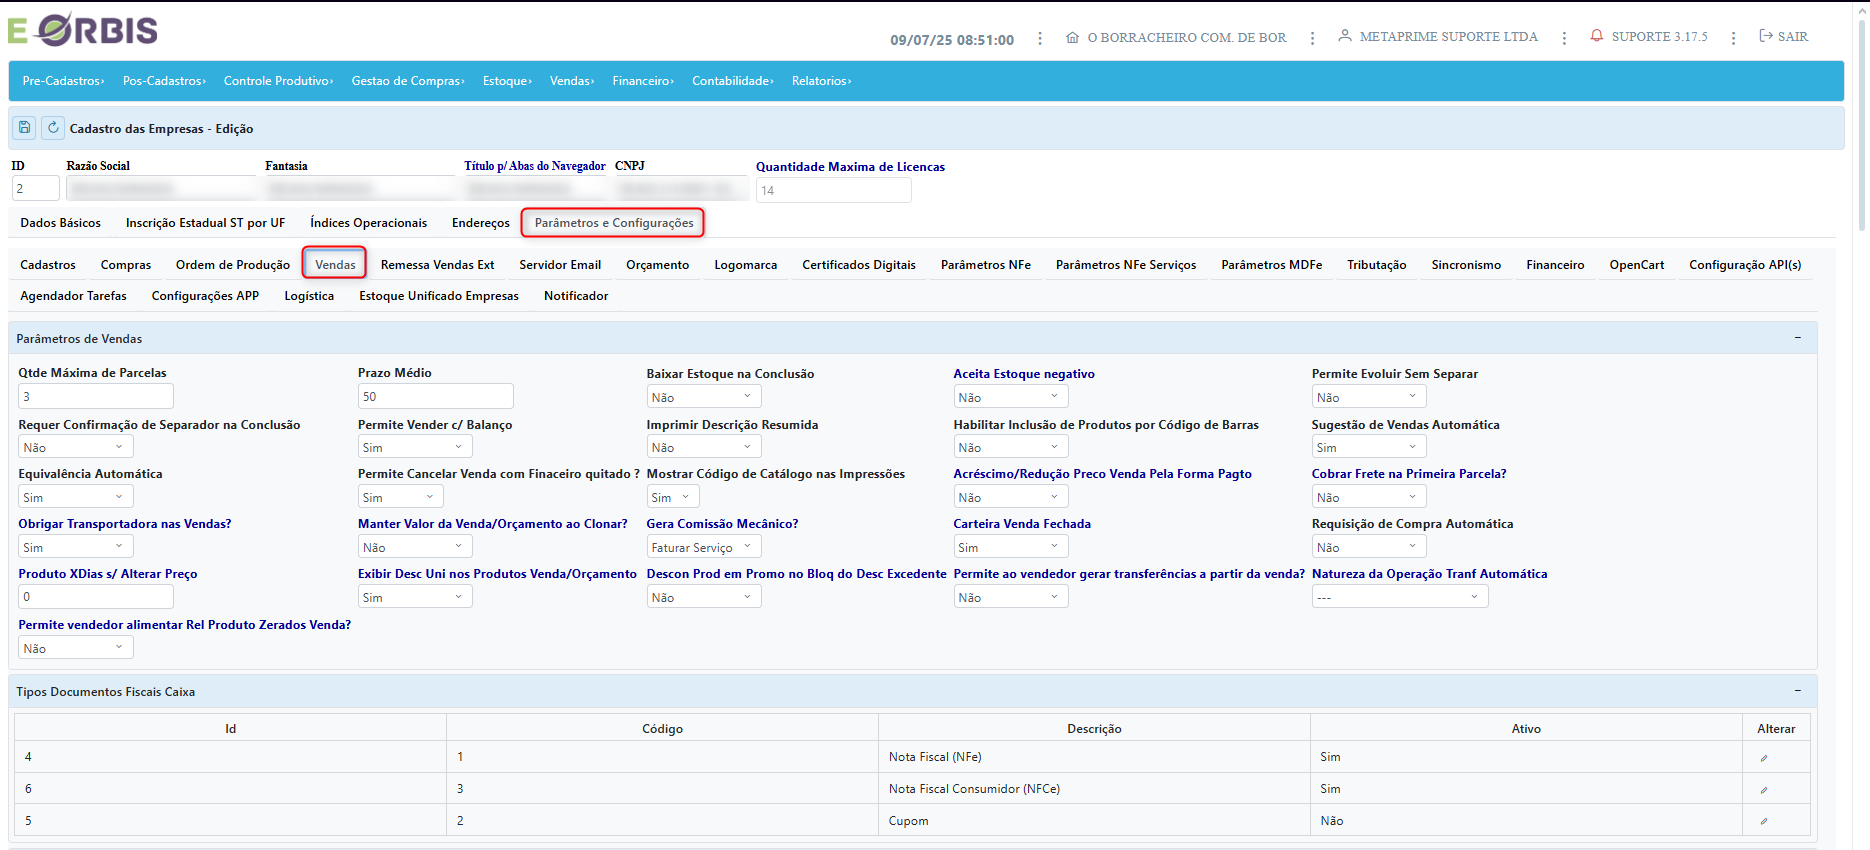 E ORBIS
09/07/25 08:51:00
O BORRACHEIRO COM. DE BOR
METAPRIME SUPORTE LTDA
SUPORTE 3.17.5
SAIR
Pre-Cadastros› Pos-Cadastros› Controle Produtivo› Gestao de Compras› Estoque› Vendas› Financeiro› Contabilidade› Relatorios›
Cadastro das Empresas - Edição
ID Razão Social Fantasia Título p/ Abas do Navegador CNPJ Quantidade Maxima de Licencas
2 14
Dados Básicos Inscrição Estadual ST por UF Índices Operacionais Endereços Parâmetros e Configurações
Cadastros Compras Ordem de Produção Vendas Remessa Vendas Ext Servidor Email Orçamento Logomarca Certificados Digitais Parâmetros NFe Parâmetros NFe Serviços Parâmetros MDFe Tributação Sincronismo Financeiro OpenCart Configuração API(s)
Agendador Tarefas Configurações APP Logística Estoque Unificado Empresas Notificador
Parâmetros de Vendas
Qtde Máxima de Parcelas Prazo Médio Baixar Estoque na Conclusão Aceita Estoque negativo Permite Evoluir Sem Separar
3 50 Não Não Não
Requer Confirmação de Separador na Conclusão Permite Vender c/ Balanço Imprimir Descrição Resumida Habilitar Inclusão de Produtos por Código de Barras Sugestão de Vendas Automática
Não Sim Não Não Sim
Equivalência Automática Permite Cancelar Venda com Finaceiro quitado ? Mostrar Código de Catálogo nas Impressões Acréscimo/Redução Preco Venda Pela Forma Pagto Cobrar Frete na Primeira Parcela?
Sim Sim Sim Não Não
Obrigar Transportadora nas Vendas? Manter Valor da Venda/Orçamento ao Clonar? Gera Comissão Mecânico? Carteira Venda Fechada Requisição de Compra Automática
Sim Não Faturar Serviço Sim Não
Produto XDias s/ Alterar Preço Exibir Desc Uni nos Produtos Venda/Orçamento Descon Prod em Promo no Bloq do Desc Excedente Permite ao vendedor gerar transferências a partir da venda? Natureza da Operação Tranf Automática
0 Sim Não Não ---
Permite vendedor alimentar Rel Produto Zerados Venda?
Não
Tipos Documentos Fiscais Caixa
Id Código Descrição Ativo Alterar
4 1 Nota Fiscal (NFe) Sim
6 3 Nota Fiscal Consumidor (NFCe) Sim
5 2 Cupom Não